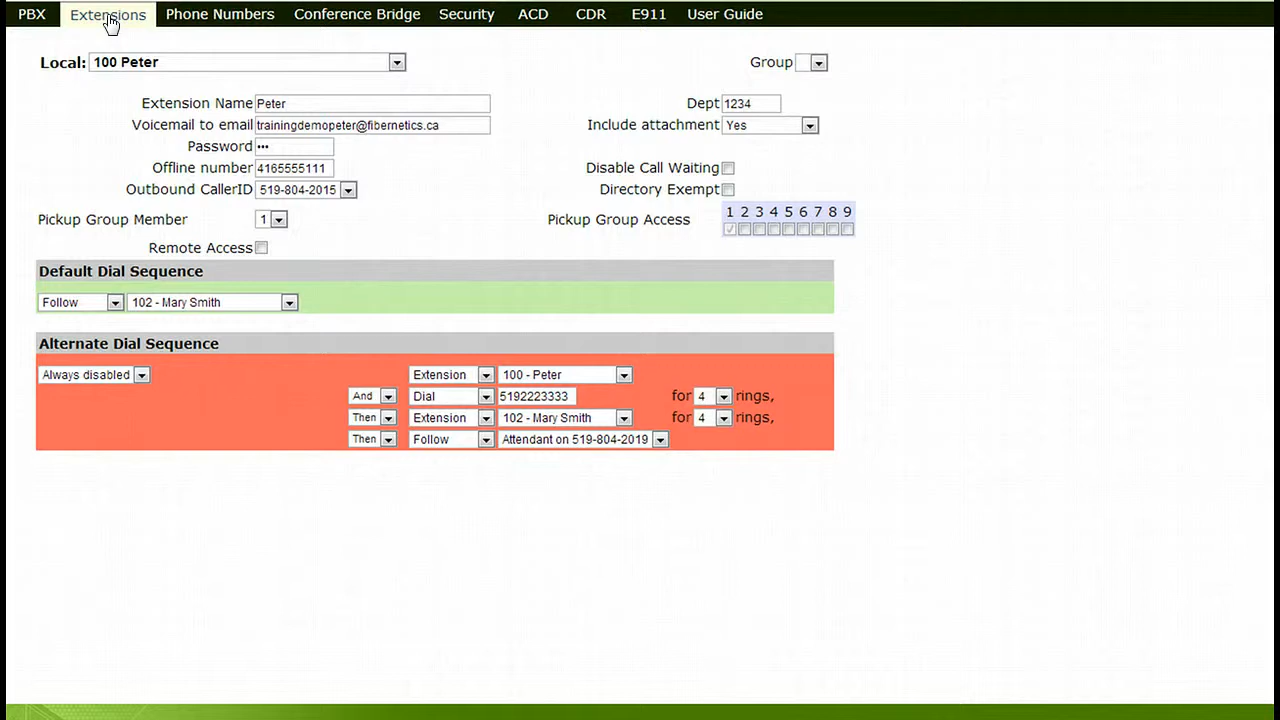 PBX Extensions Phone Numbers Conference Bridge Security ACD CDR E911 User Guide
Local: 100 Peter Group
Extension Name Peter Dept 1234
Voicemail to email trainingdemopeter@fibernetics.ca Include attachment Yes
Password •••
Offline number 4165555111 Disable Call Waiting
Outbound CallerID 519-804-2015 Directory Exempt
Pickup Group Member 1 Pickup Group Access 1 2 3 4 5 6 7 8 9
Remote Access
Default Dial Sequence
Follow 102 - Mary Smith
Alternate Dial Sequence
Always disabled Extension 100 - Peter
And Dial 5192223333 for 4 rings,
Then Extension 102 - Mary Smith for 4 rings,
Then Follow Attendant on 519-804-2019